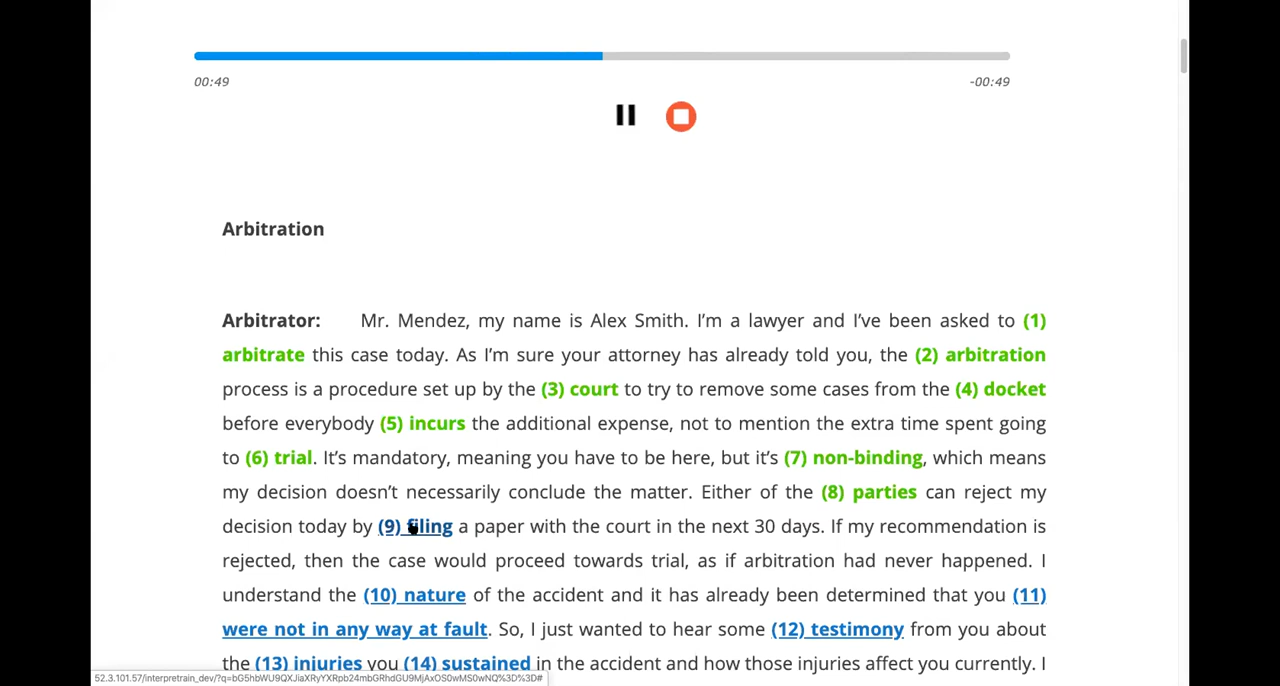 00:49
-00:49
Arbitration
Arbitrator: Mr. Mendez, my name is Alex Smith. I’m a lawyer and I’ve been asked to (1)
arbitrate this case today. As I’m sure your attorney has already told you, the (2) arbitration
process is a procedure set up by the (3) court to try to remove some cases from the (4) docket
before everybody (5) incurs the additional expense, not to mention the extra time spent going
to (6) trial. It’s mandatory, meaning you have to be here, but it’s (7) non-binding, which means
my decision doesn’t necessarily conclude the matter. Either of the (8) parties can reject my
decision today by (9) filing a paper with the court in the next 30 days. If my recommendation is
rejected, then the case would proceed towards trial, as if arbitration had never happened. I
understand the (10) nature of the accident and it has already been determined that you (11)
were not in any way at fault. So, I just wanted to hear some (12) testimony from you about
the (13) injuries you (14) sustained in the accident and how those injuries affect you currently. I
52.3.101.57/interpretrain_dev/?q=bG5hbWU9QXJiaXRyYXRpb24mbGRhdGU9MjAxOS0wMS0wNQ%3D%3D#